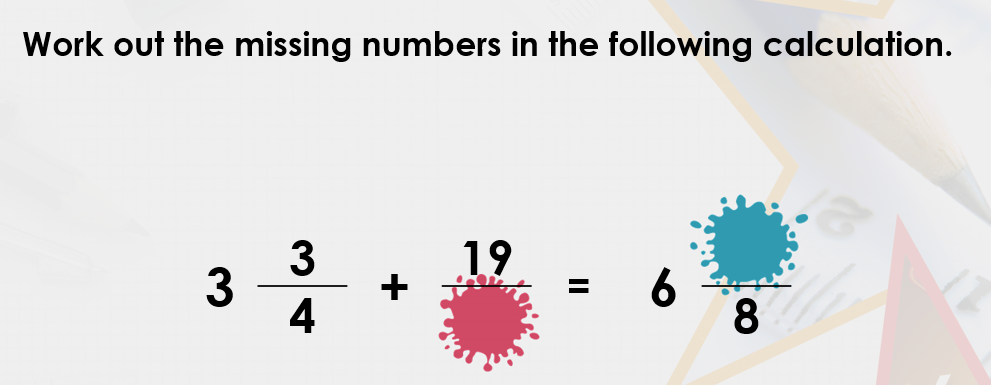 Work out the missing numbers in the following calculation.
3 3/4 + 19/ = 6 /8